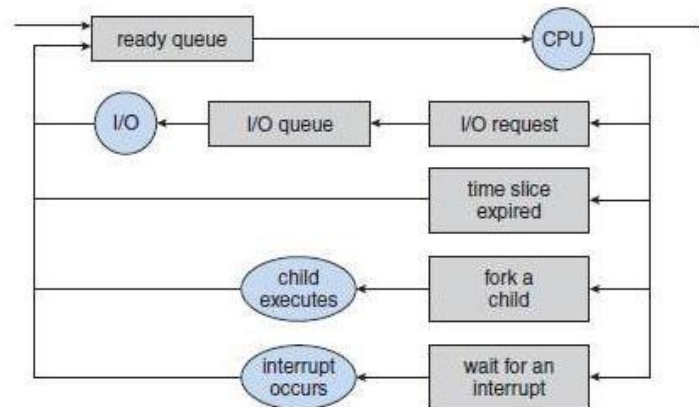 ready queue
CPU
I/O
I/O queue
I/O request
time slice
expired
child
executes
fork a
child
interrupt
occurs
wait for an
interrupt